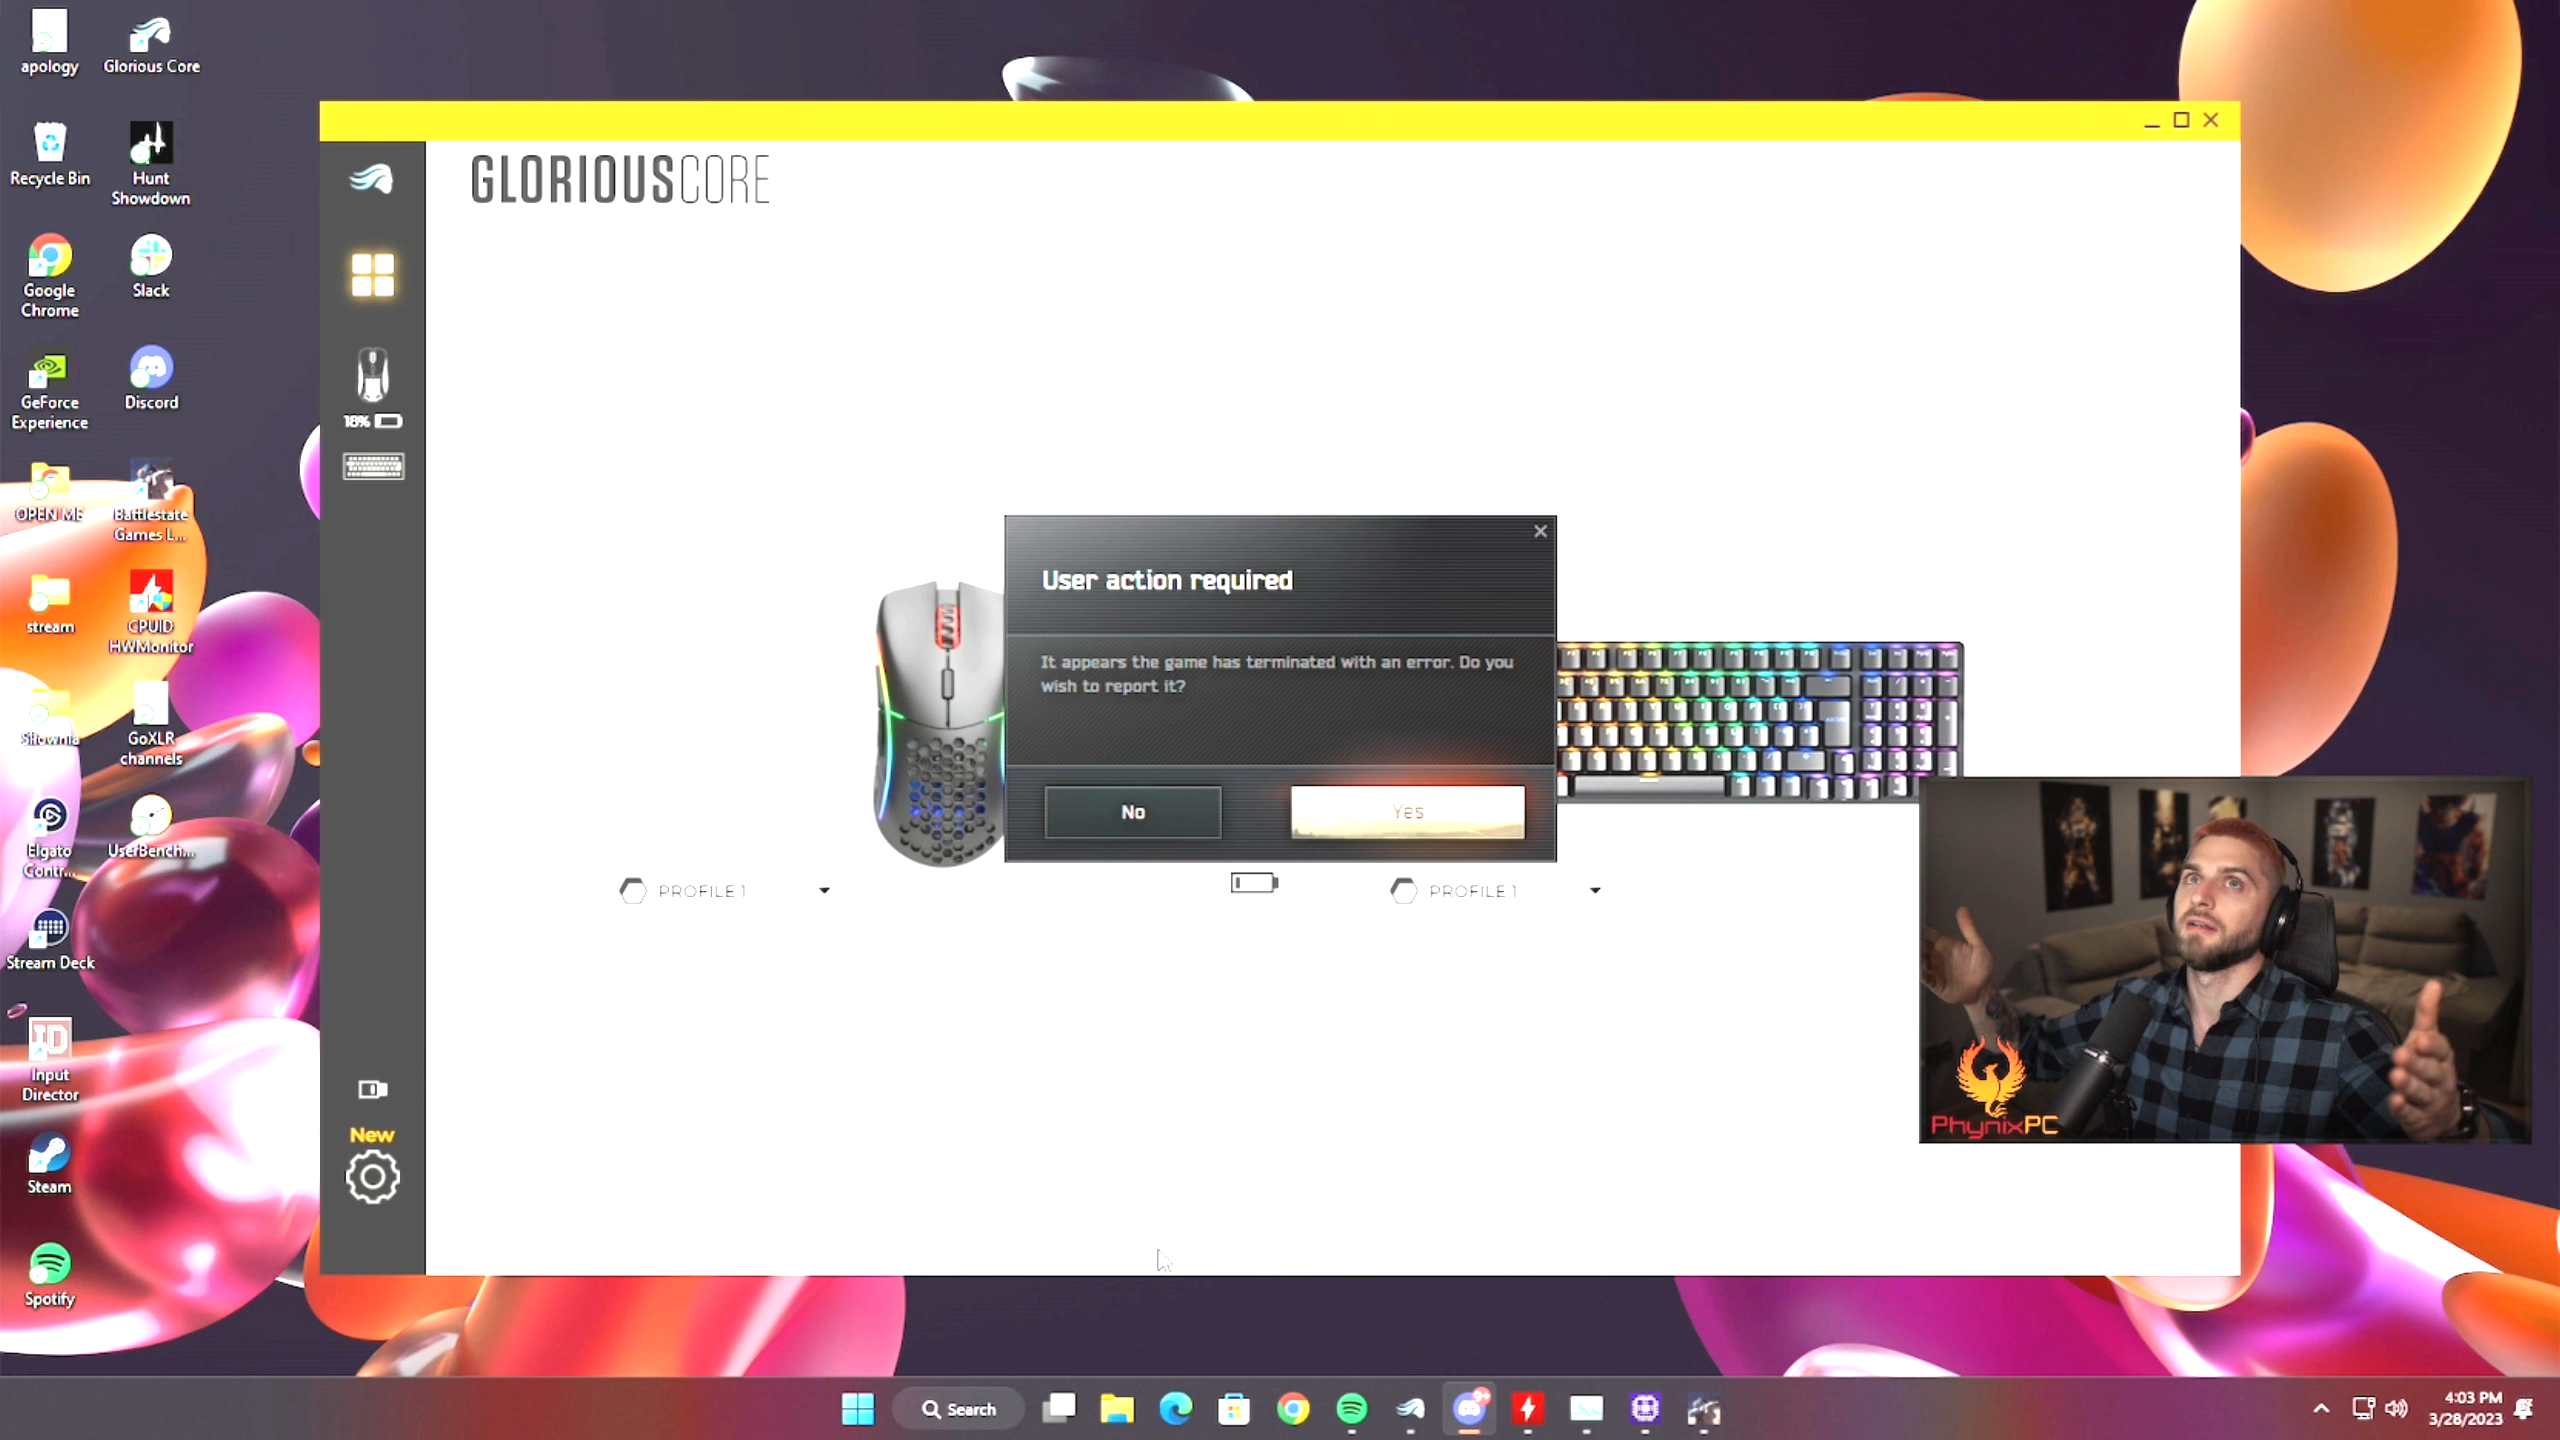 apology
Glorious Core
Recycle Bin
Hunt
Showdown
Google
Chrome
Slack
GeForce
Experience
Discord
OPEN ME
Battlestate
Games L...
stream
CPUID
HWMonitor
Siłownia
GoXLR
channels
Elgato
Contr...
UserBench...
Stream Deck
Input
Director
Steam
Spotify
GLORIOUSCORE
18%
New
User action required
It appears the game has terminated with an error. Do you
wish to report it?
No
Yes
PROFILE 1
PROFILE 1
PhynixPC
Search
4:03 PM
3/28/2023